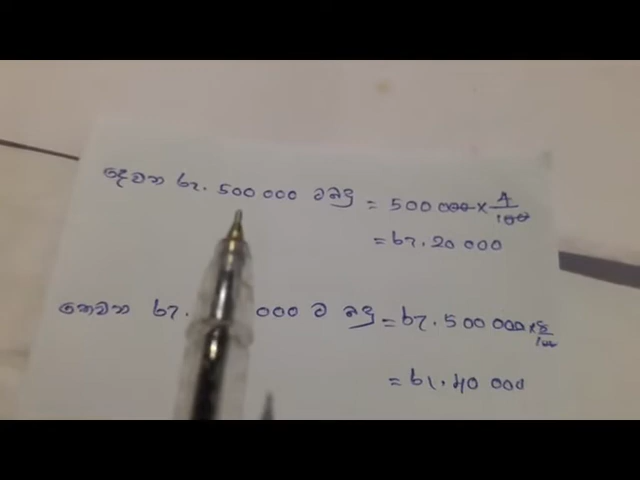 දෙවන රු. 500 000 ට බදු = 500 000 × 4/100
= රු. 20 000
තෙවන රු. 000 ට බදු = රු. 500 000 × 8/100
= රු. 40 000